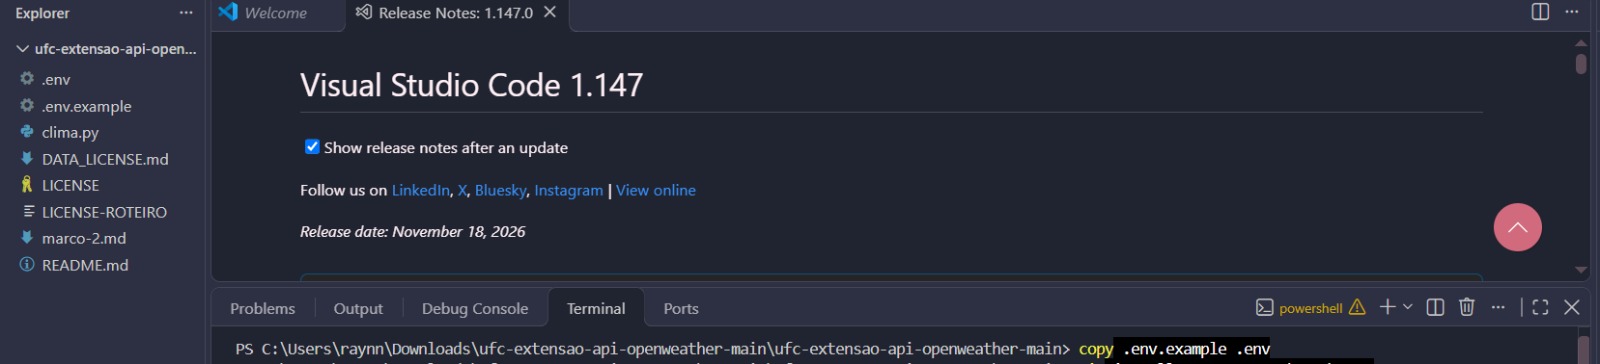 Explorer
ufc-extensao-api-open...
.env
.env.example
clima.py
DATA_LICENSE.md
LICENSE
LICENSE-ROTEIRO
marco-2.md
README.md
Welcome
Release Notes: 1.147.0
Visual Studio Code 1.147
Show release notes after an update
Follow us on LinkedIn, X, Bluesky, Instagram | View online
Release date: November 18, 2026
Problems Output Debug Console Terminal Ports
powershell
PS C:\Users\raynn\Downloads\ufc-extensao-api-openweather-main\ufc-extensao-api-openweather-main> copy .env.example .env